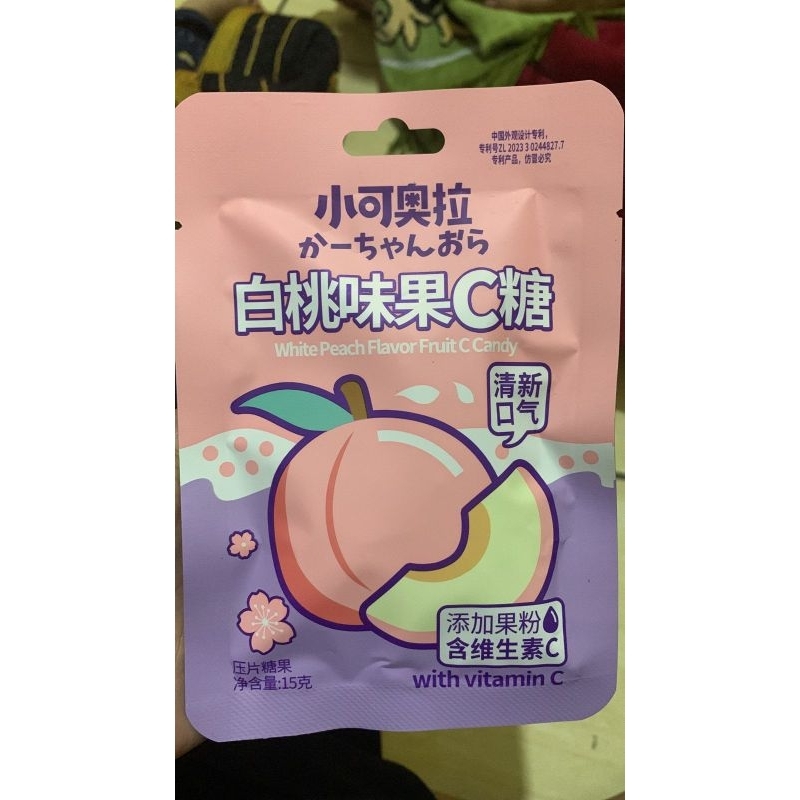 中国外观设计专利,
专利号ZL 2023 3 0244827.7
专利产品,仿冒必究
小可奥拉
かーちゃんおら
白桃味果C糖
White Peach Flavor Fruit C Candy
清新
口气
添加果粉
含维生素C
with vitamin C
压片糖果
净含量:15克